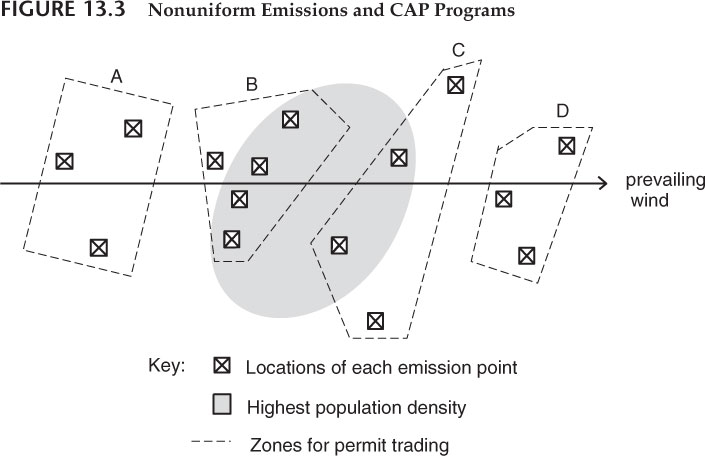 FIGURE 13.3 Nonuniform Emissions and CAP Programs
A
B
C
D
prevailing
wind
Key:
Locations of each emission point
Highest population density
Zones for permit trading